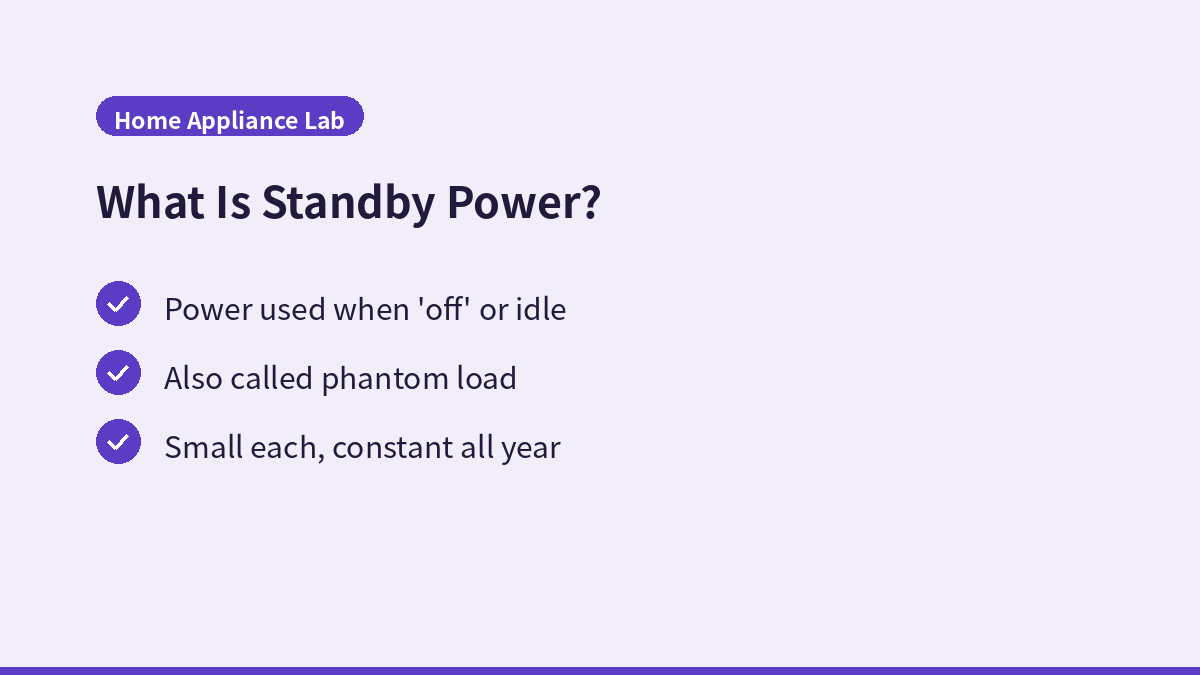 Home Appliance Lab
What Is Standby Power?
Power used when 'off' or idle
Also called phantom load
Small each, constant all year